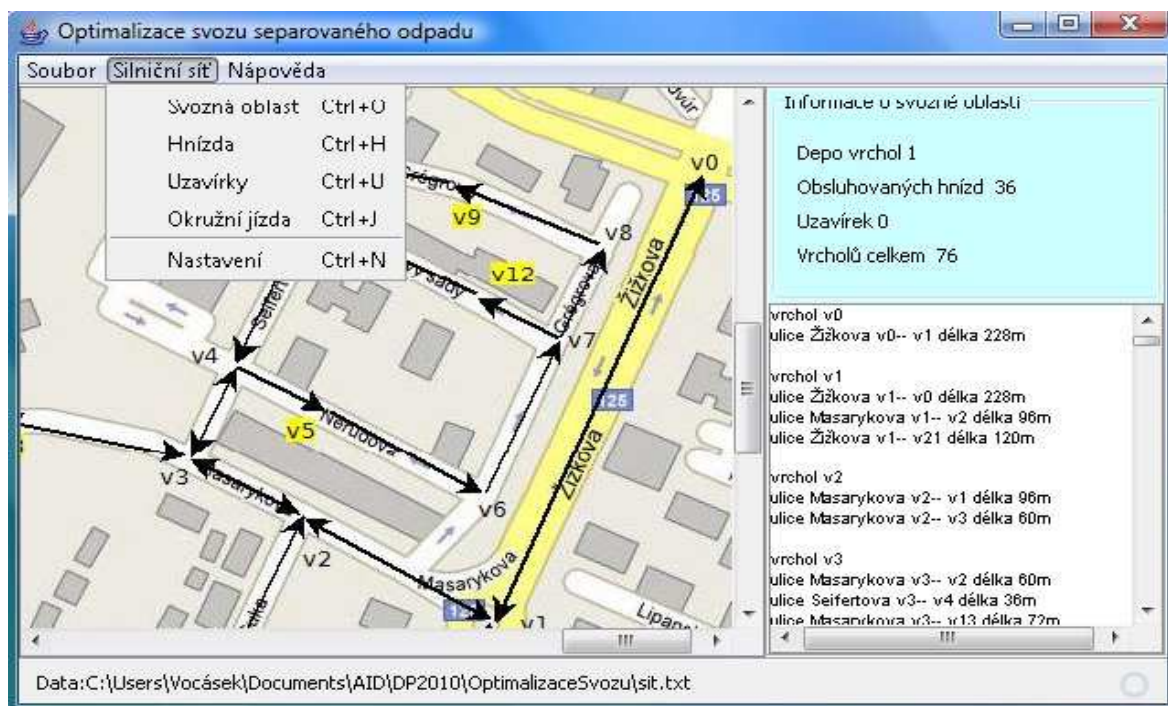 Optimalizace svozu separovaného odpadu
Soubor Silniční síť Nápověda
Svozná oblast Ctrl+O
Hnízda Ctrl+H
Uzavírky Ctrl+U
Okružní jízda Ctrl+J
Nastavení Ctrl+N
v0
125
v9
v8
v12
sady
Grégrova
Žižkova
v7
Seifert
v4
125
v5
Nerudova
v3
Masarykova
v6
Žižkova
v2
Masarykova
v1
Informace o svozné oblasti
Depo vrchol 1
Obsluhovaných hnízd 36
Uzavírek 0
Vrcholů celkem 76
vrchol v0
ulice Žižkova v0-- v1 délka 228m
vrchol v1
ulice Žižkova v1-- v0 délka 228m
ulice Masarykova v1-- v2 délka 96m
ulice Žižkova v1-- v21 délka 120m
vrchol v2
ulice Masarykova v2-- v1 délka 96m
ulice Masarykova v2-- v3 délka 60m
vrchol v3
ulice Masarykova v3-- v2 délka 60m
ulice Seifertova v3-- v4 délka 36m
ulice Masarykova v3-- v13 délka 72m
Data:C:\Users\Vocásek\Documents\AID\DP2010\OptimalizaceSvozu\sit.txt